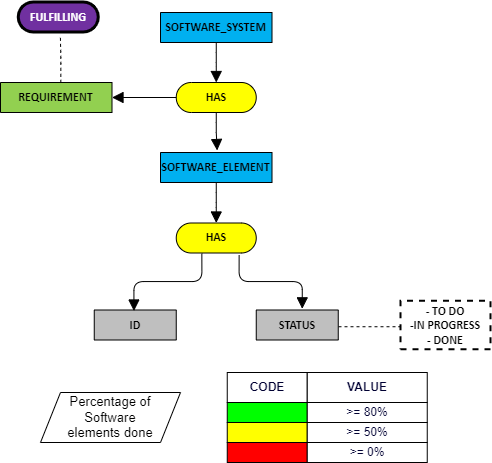 FULFILLING
SOFTWARE_SYSTEM
REQUIREMENT
HAS
SOFTWARE_ELEMENT
HAS
ID
STATUS
- TO DO
-IN PROGRESS
- DONE
Percentage of
Software
elements done
CODE VALUE
>= 80%
>= 50%
>= 0%